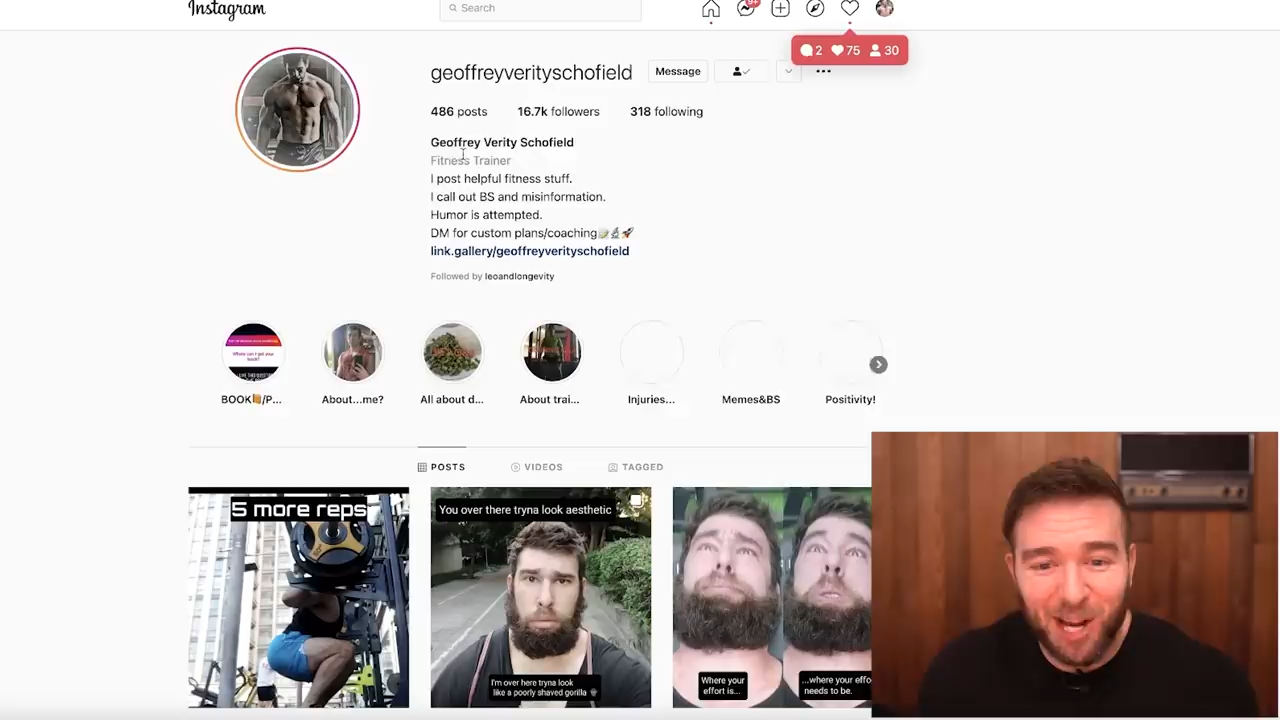 Instagram
Search
9+
2 75 30
geoffreyverityschofield
Message
486 posts 16.7k followers 318 following
Geoffrey Verity Schofield
Fitness Trainer
I post helpful fitness stuff.
I call out BS and misinformation.
Humor is attempted.
DM for custom plans/coaching
link.gallery/geoffreyverityschofield
Followed by leoandlongevity
BOOK/P... About...me? All about d... About trai... Injuries... Memes&BS Positivity!
POSTS VIDEOS TAGGED
5 more reps
You over there tryna look aesthetic
I'm over here tryna look
like a poorly shaved gorilla
Where your
effort is...
...where your effo
needs to be.